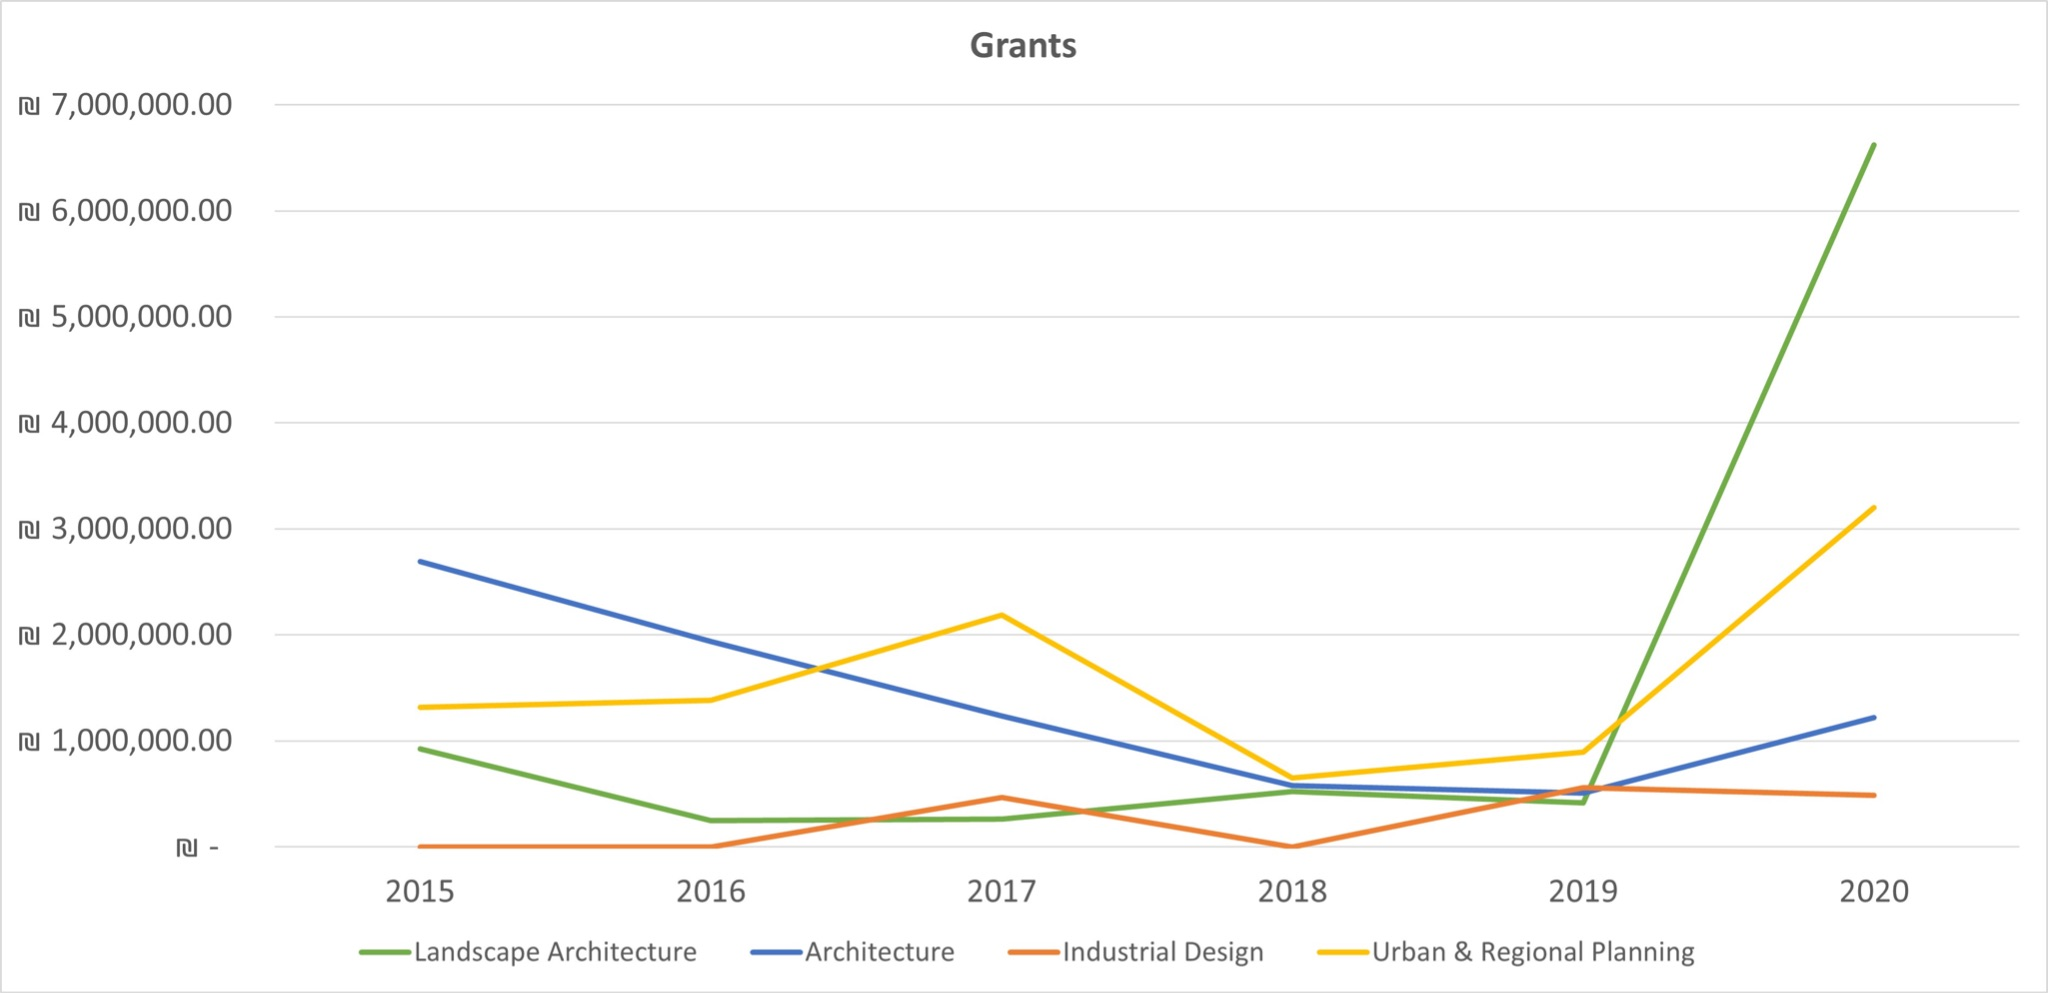 Grants
₪ 7,000,000.00
₪ 6,000,000.00
₪ 5,000,000.00
₪ 4,000,000.00
₪ 3,000,000.00
₪ 2,000,000.00
₪ 1,000,000.00
₪ -
2015 2016 2017 2018 2019 2020
Landscape Architecture Architecture Industrial Design Urban & Regional Planning